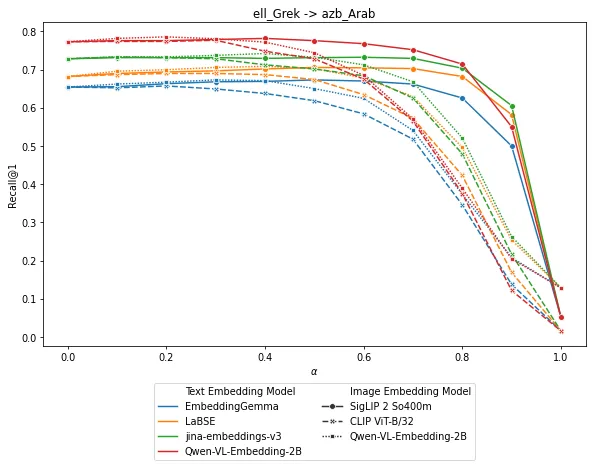 ell_Grek -> azb_Arab
Recall@1
0.8
0.7
0.6
0.5
0.4
0.3
0.2
0.1
0.0
0.0 0.2 0.4 0.6 0.8 1.0
α
Text Embedding Model
EmbeddingGemma
LaBSE
jina-embeddings-v3
Qwen-VL-Embedding-2B
Image Embedding Model
SigLIP 2 So400m
CLIP ViT-B/32
Qwen-VL-Embedding-2B